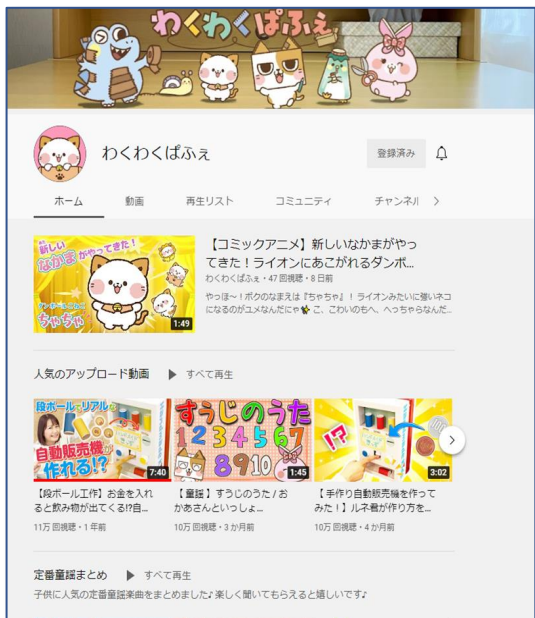 わくわくぱふぇ
わくわくぱふぇ
登録済み
ホーム 動画 再生リスト コミュニティ チャンネル
新しい
なかまがやってきた!
ちゃちゃ
1:49
【コミックアニメ】新しいなかまがやっ
てきた!ライオンにあこがれるダンボ...
わくわくぱふぇ・47 回視聴・8 日前
やっほ~!ボクのなまえは『ちゃちゃ』!ライオンみたいに強いネコ
になるのがユメなんだにゃ こ、こわいのもへ、へっちゃらなんだ...
人気のアップロード動画 ▶ すべて再生
段ボールでリアルな
自動販売機が
作れる!?
7:40
すうじのうた
1234567
8910
1:45
!?
3:02
【段ボール工作】お金を入れ
ると飲み物が出てくる!?自...
11万 回視聴・1 年前
【童謡】すうじのうた / お
かあさんといっしょ...
10万 回視聴・3 か月前
【手作り自動販売機を作って
みた!】ルネ君が作り方を...
10万 回視聴・4 か月前
定番童謡まとめ ▶ すべて再生
子供に人気の定番童謡楽曲をまとめました♪楽しく聞いてもらえると嬉しいです♪